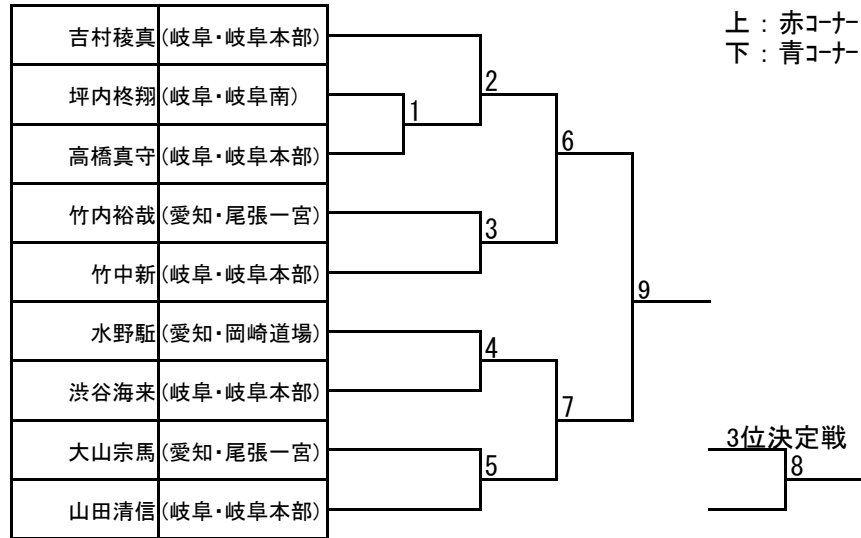 上：赤ｺｰﾅｰ
下：青ｺｰﾅｰ
吉村稜真(岐阜・岐阜本部)
坪内柊翔(岐阜・岐阜南)
高橋真守(岐阜・岐阜本部)
竹内裕哉(愛知・尾張一宮)
竹中新(岐阜・岐阜本部)
水野駈(愛知・岡崎道場)
渋谷海来(岐阜・岐阜本部)
大山宗馬(愛知・尾張一宮)
山田清信(岐阜・岐阜本部)
1
2
3
4
5
6
7
9
3位決定戦
8